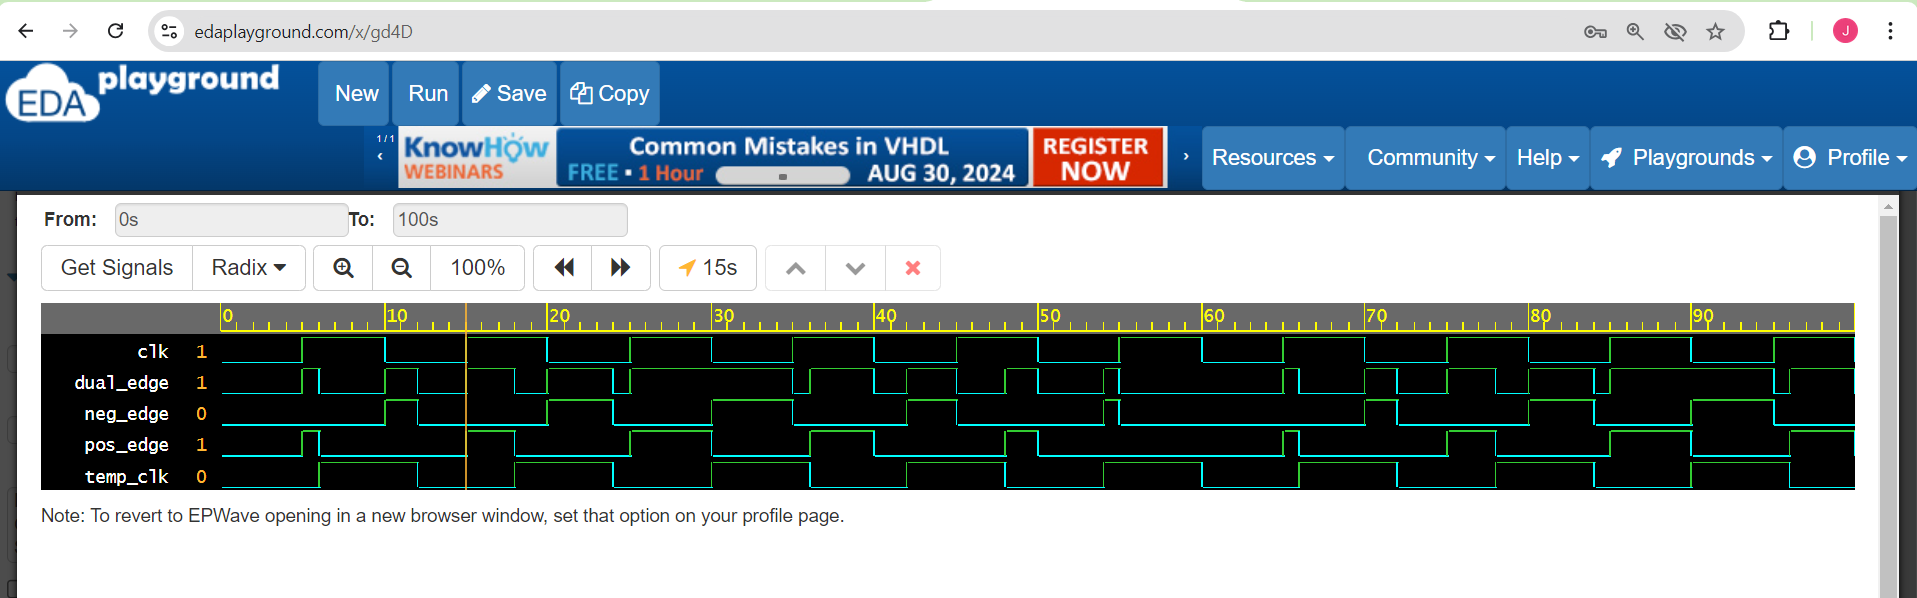 edaplayground.com/x/gd4D
J
EDA playground
New Run Save Copy
1/1
‹ KnowHow WEBINARS
Common Mistakes in VHDL
FREE • 1 Hour AUG 30, 2024
REGISTER NOW ›
Resources Community Help Playgrounds Profile
From: 0s To: 100s
Get Signals Radix 100% 15s
0 10 20 30 40 50 60 70 80 90
clk 1
dual_edge 1
neg_edge 0
pos_edge 1
temp_clk 0
Note: To revert to EPWave opening in a new browser window, set that option on your profile page.